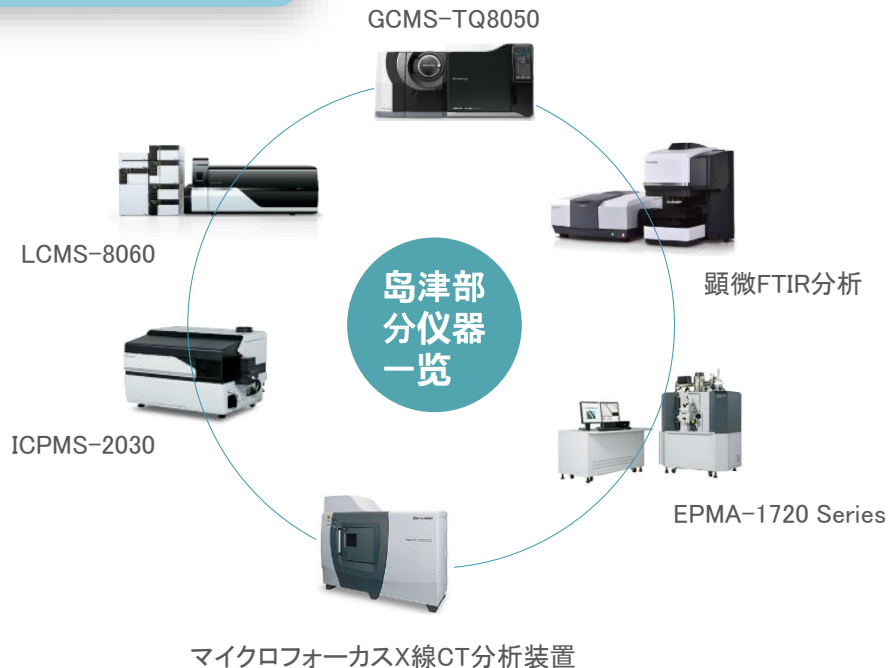 GCMS-TQ8050
LCMS-8060
顕微FTIR分析
岛津部
分仪器
一览
ICPMS-2030
EPMA-1720 Series
マイクロフォーカスX線CT分析装置